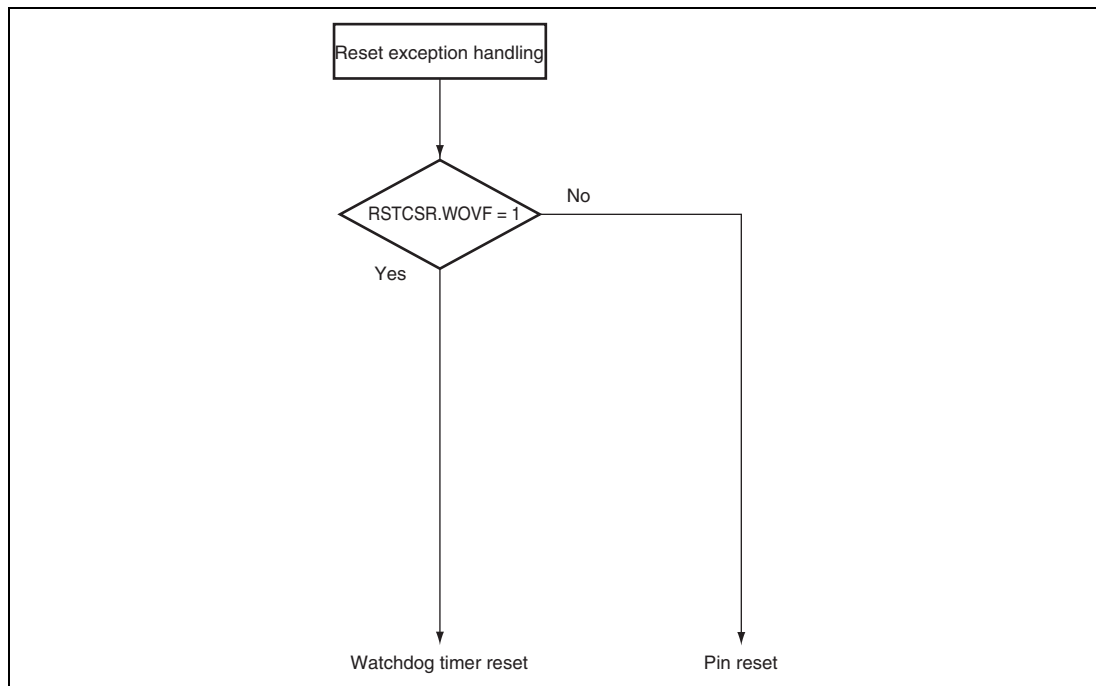 Reset exception handling
RSTCSR.WOVF = 1
No
Yes
Watchdog timer reset
Pin reset